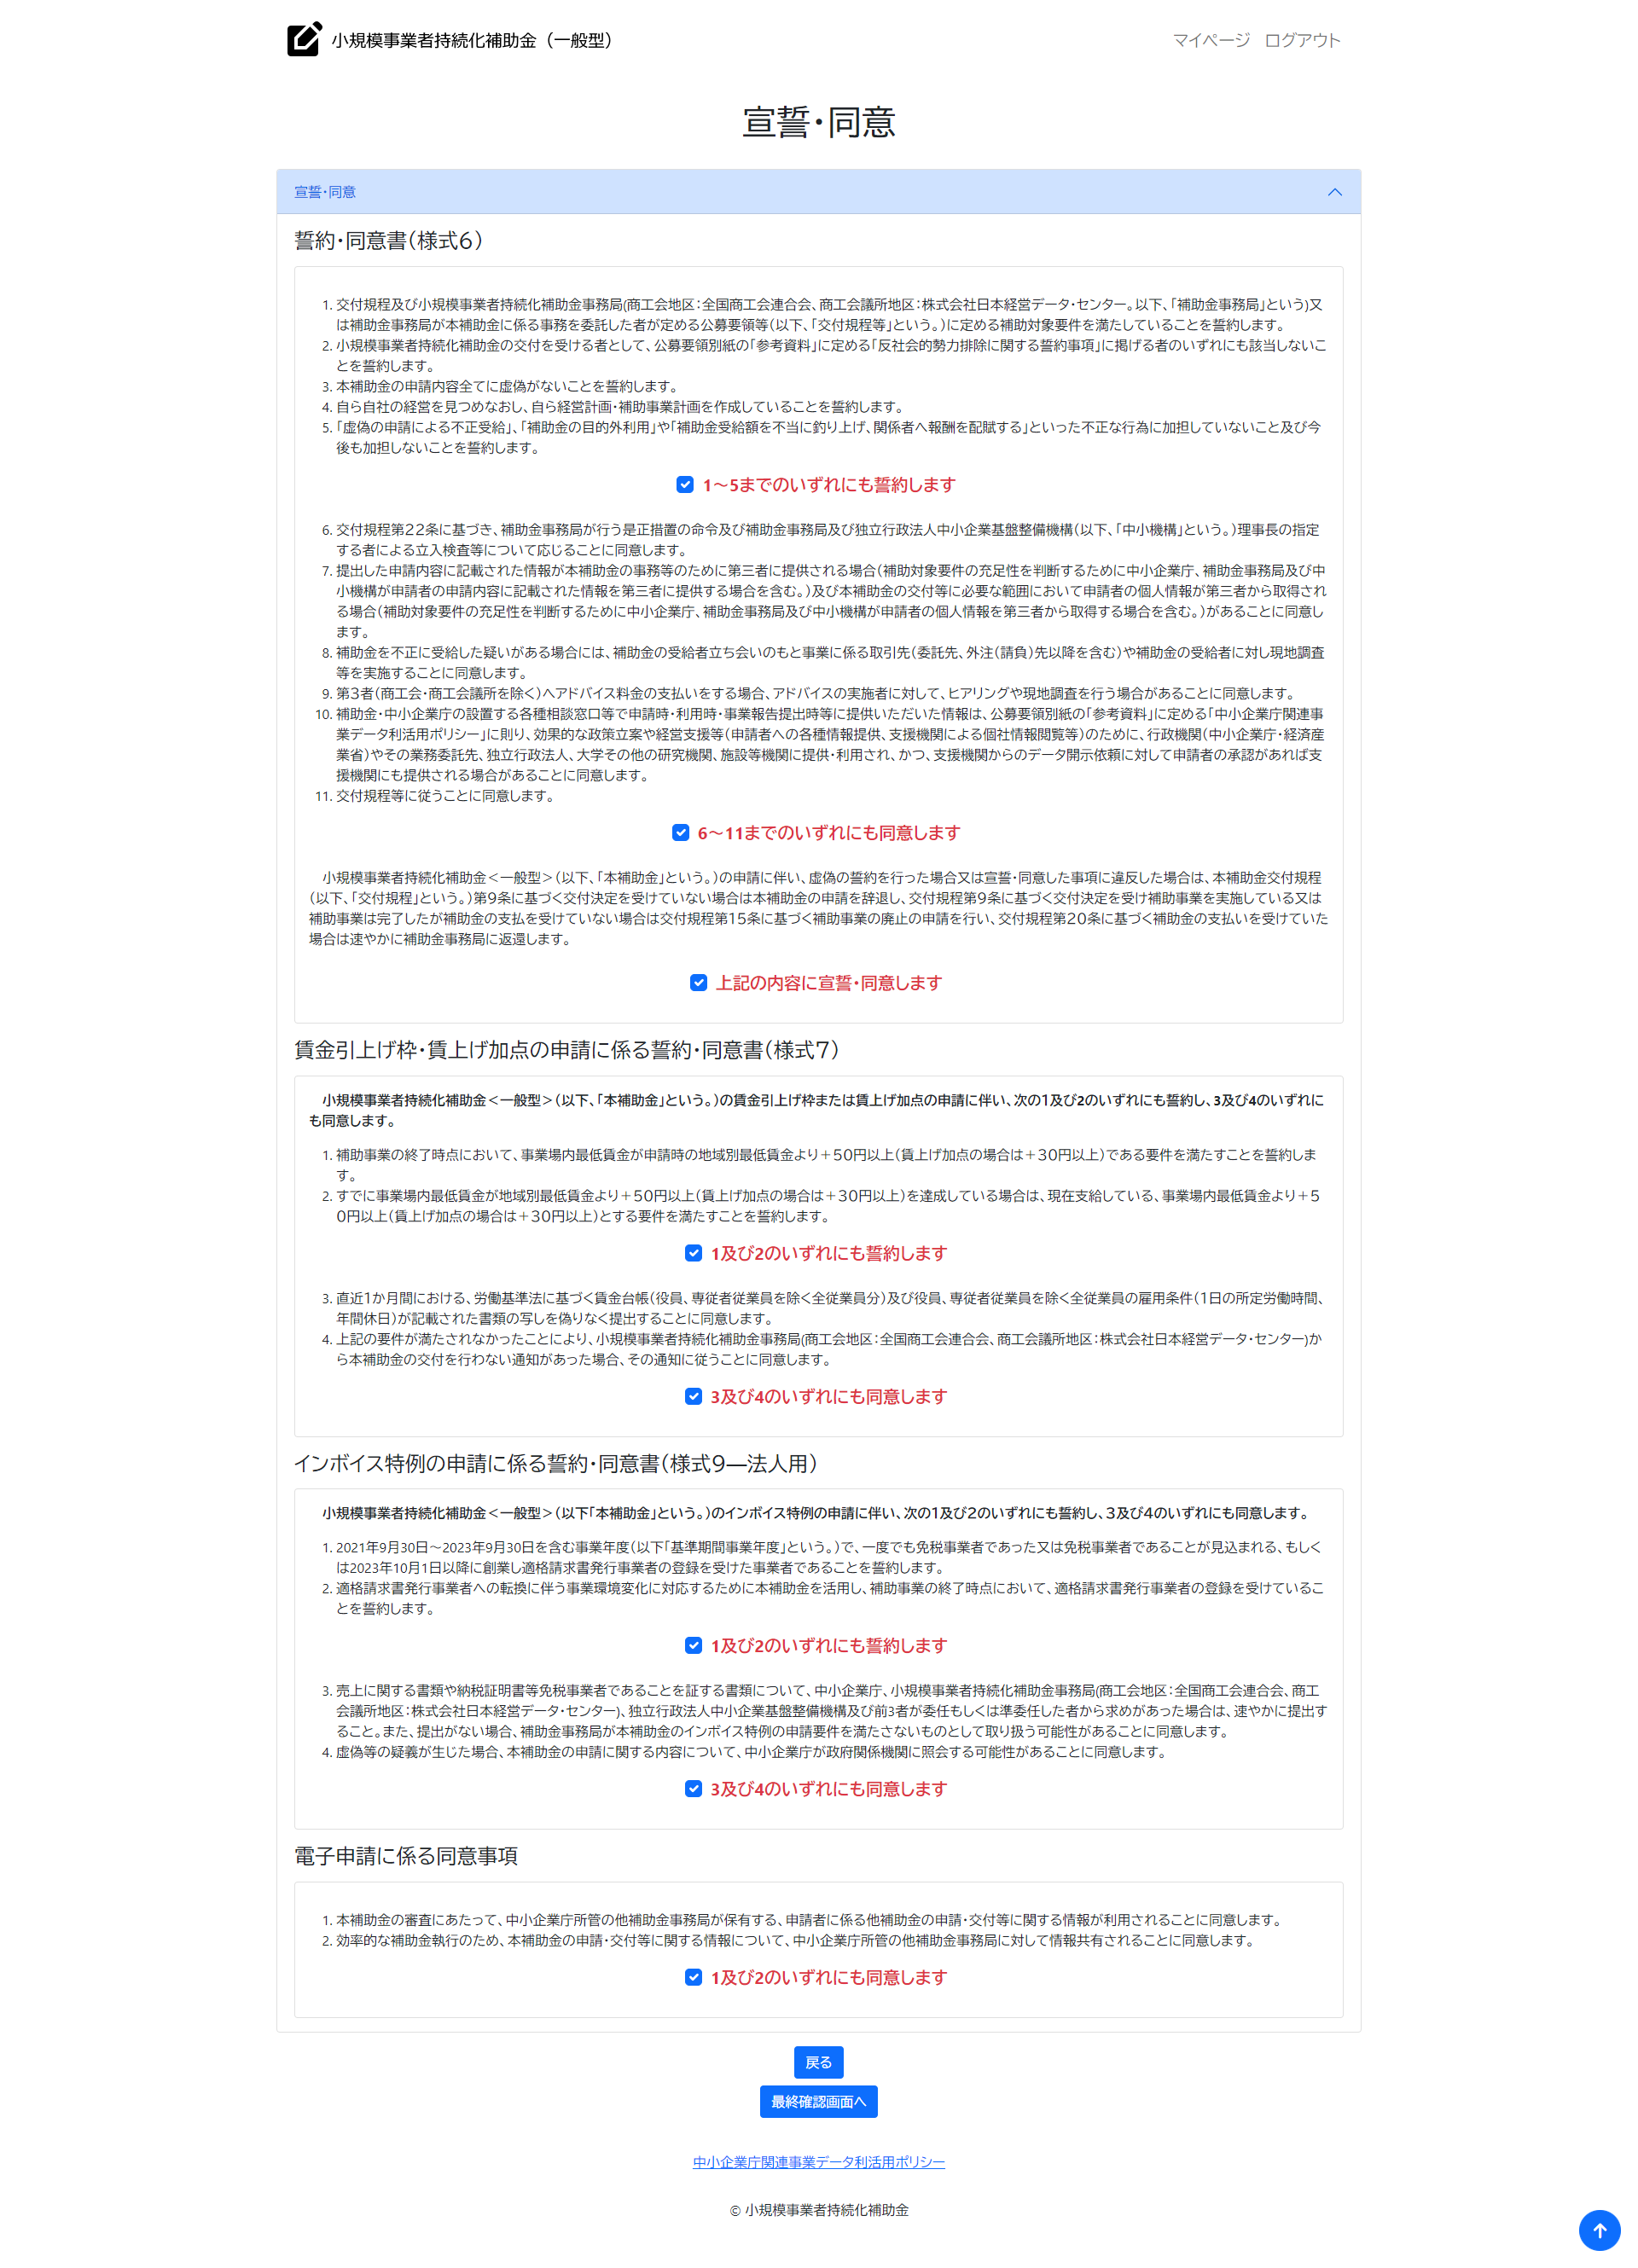 小規模事業者持続化補助金（一般型）
マイページ ログアウト
宣誓・同意
宣誓・同意
誓約・同意書（様式６）
1. 交付規程及び小規模事業者持続化補助金事務局(商工会地区：全国商工会連合会、商工会議所地区：株式会社日本経営データ・センター。以下、「補助金事務局」という)又
は補助金事務局が本補助金に係る事務を委託した者が定める公募要領等（以下、「交付規程等」という。）に定める補助対象要件を満たしていることを誓約します。
2. 小規模事業者持続化補助金の交付を受ける者として、公募要領別紙の「参考資料」に定める「反社会的勢力排除に関する誓約事項」に掲げる者のいずれにも該当しないこ
とを誓約します。
3. 本補助金の申請内容全てに虚偽がないことを誓約します。
4. 自ら自社の経営を見つめなおし、自ら経営計画・補助事業計画を作成していることを誓約します。
5. 「虚偽の申請による不正受給」、「補助金の目的外利用」や「補助金受給額を不当に釣り上げ、関係者へ報酬を配賦する」といった不正な行為に加担していないこと及び今
後も加担しないことを誓約します。
1～5までのいずれにも誓約します
6. 交付規程第２２条に基づき、補助金事務局が行う是正措置の命令及び補助金事務局及び独立行政法人中小企業基盤整備機構（以下、「中小機構」という。）理事長の指定
する者による立入検査等について応じることに同意します。
7. 提出した申請内容に記載された情報が本補助金の事務等のために第三者に提供される場合（補助対象要件の充足性を判断するために中小企業庁、補助金事務局及び中
小機構が申請者の申請内容に記載された情報を第三者に提供する場合を含む。）及び本補助金の交付等に必要な範囲において申請者の個人情報が第三者から取得され
る場合（補助対象要件の充足性を判断するために中小企業庁、補助金事務局及び中小機構が申請者の個人情報を第三者から取得する場合を含む。）があることに同意し
ます。
8. 補助金を不正に受給した疑いがある場合には、補助金の受給者立ち会いのもと事業に係る取引先（委託先、外注（請負）先以降を含む）や補助金の受給者に対し現地調査
等を実施することに同意します。
9. 第３者（商工会・商工会議所を除く）へアドバイス料金の支払いをする場合、アドバイスの実施者に対して、ヒアリングや現地調査を行う場合があることに同意します。
10. 補助金・中小企業庁の設置する各種相談窓口等で申請時・利用時・事業報告提出時等に提供いただいた情報は、公募要領別紙の「参考資料」に定める「中小企業庁関連事
業データ利活用ポリシー」に則り、効果的な政策立案や経営支援等（申請者への各種情報提供、支援機関による個社情報閲覧等）のために、行政機関（中小企業庁・経済産
業省）やその業務委託先、独立行政法人、大学その他の研究機関、施設等機関に提供・利用され、かつ、支援機関からのデータ開示依頼に対して申請者の承認があれば支
援機関にも提供される場合があることに同意します。
11. 交付規程等に従うことに同意します。
6～11までのいずれにも同意します
小規模事業者持続化補助金＜一般型＞（以下、「本補助金」という。）の申請に伴い、虚偽の誓約を行った場合又は宣誓・同意した事項に違反した場合は、本補助金交付規程
（以下、「交付規程」という。）第９条に基づく交付決定を受けていない場合は本補助金の申請を辞退し、交付規程第９条に基づく交付決定を受け補助事業を実施している又は
補助事業は完了したが補助金の支払を受けていない場合は交付規程第１５条に基づく補助事業の廃止の申請を行い、交付規程第２０条に基づく補助金の支払いを受けていた
場合は速やかに補助金事務局に返還します。
上記の内容に宣誓・同意します
賃金引上げ枠・賃上げ加点の申請に係る誓約・同意書（様式７）
小規模事業者持続化補助金＜一般型＞（以下、「本補助金」という。）の賃金引上げ枠または賃上げ加点の申請に伴い、次の１及び2のいずれにも誓約し、3及び4のいずれに
も同意します。
1. 補助事業の終了時点において、事業場内最低賃金が申請時の地域別最低賃金より＋５０円以上（賃上げ加点の場合は＋３０円以上）である要件を満たすことを誓約しま
す。
2. すでに事業場内最低賃金が地域別最低賃金より＋５０円以上（賃上げ加点の場合は＋３０円以上）を達成している場合は、現在支給している、事業場内最低賃金より＋５
０円以上（賃上げ加点の場合は＋３０円以上）とする要件を満たすことを誓約します。
1及び2のいずれにも誓約します
3. 直近１か月間における、労働基準法に基づく賃金台帳（役員、専従者従業員を除く全従業員分）及び役員、専従者従業員を除く全従業員の雇用条件（１日の所定労働時間、
年間休日）が記載された書類の写しを偽りなく提出することに同意します。
4. 上記の要件が満たされなかったことにより、小規模事業者持続化補助金事務局(商工会地区：全国商工会連合会、商工会議所地区：株式会社日本経営データ・センター)か
ら本補助金の交付を行わない通知があった場合、その通知に従うことに同意します。
3及び4のいずれにも同意します
インボイス特例の申請に係る誓約・同意書（様式９―法人用）
小規模事業者持続化補助金＜一般型＞（以下「本補助金」という。）のインボイス特例の申請に伴い、次の１及び２のいずれにも誓約し、３及び４のいずれにも同意します。
1. 2021年9月30日～2023年9月30日を含む事業年度（以下「基準期間事業年度」という。）で、一度でも免税事業者であった又は免税事業者であることが見込まれる、もしく
は2023年10月1日以降に創業し適格請求書発行事業者の登録を受けた事業者であることを誓約します。
2. 適格請求書発行事業者への転換に伴う事業環境変化に対応するために本補助金を活用し、補助事業の終了時点において、適格請求書発行事業者の登録を受けているこ
とを誓約します。
1及び2のいずれにも誓約します
3. 売上に関する書類や納税証明書等免税事業者であることを証する書類について、中小企業庁、小規模事業者持続化補助金事務局(商工会地区：全国商工会連合会、商工
会議所地区：株式会社日本経営データ・センター)、独立行政法人中小企業基盤整備機構及び前3者が委任もしくは準委任した者から求めがあった場合は、速やかに提出す
ること。また、提出がない場合、補助金事務局が本補助金のインボイス特例の申請要件を満たさないものとして取り扱う可能性があることに同意します。
4. 虚偽等の疑義が生じた場合、本補助金の申請に関する内容について、中小企業庁が政府関係機関に照会する可能性があることに同意します。
3及び4のいずれにも同意します
電子申請に係る同意事項
1. 本補助金の審査にあたって、中小企業庁所管の他補助金事務局が保有する、申請者に係る他補助金の申請・交付等に関する情報が利用されることに同意します。
2. 効率的な補助金執行のため、本補助金の申請・交付等に関する情報について、中小企業庁所管の他補助金事務局に対して情報共有されることに同意します。
1及び2のいずれにも同意します
戻る
最終確認画面へ
中小企業庁関連事業データ利活用ポリシー
© 小規模事業者持続化補助金